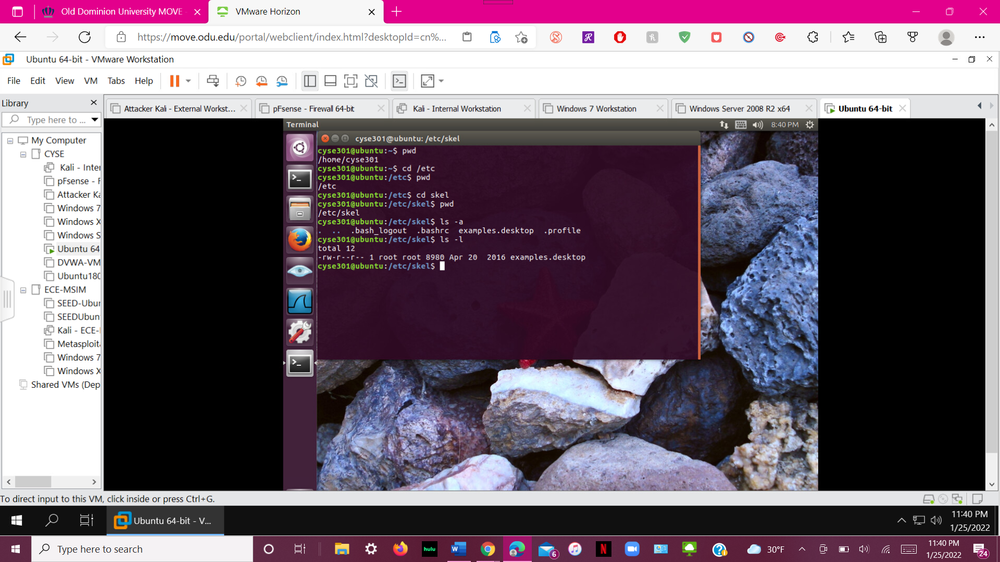 Old Dominion University MOVE
VMware Horizon
https://move.odu.edu/portal/webclient/index.html?desktopId=cn%...
Ubuntu 64-bit - VMware Workstation
File Edit View VM Tabs Help
Library
Type here to ...
My Computer
CYSE
Kali - Inter
pFsense - F
Attacker Ka
Windows 7
Windows X
Windows S
Ubuntu 64
DVWA-VM
Ubuntu180
ECE-MSIM
SEED-Ubur
SEEDUbun
Kali - ECE-I
Metasploit
Windows 7
Windows X
Shared VMs (Dep
Attacker Kali - External Workst...
pFsense - Firewall 64-bit
Kali - Internal Workstation
Windows 7 Workstation
Windows Server 2008 R2 x64
Ubuntu 64-bit
Terminal
8:40 PM
cyse301@ubuntu: /etc/skel
cyse301@ubuntu:~$ pwd
/home/cyse301
cyse301@ubuntu:~$ cd /etc
cyse301@ubuntu:/etc$ pwd
/etc
cyse301@ubuntu:/etc$ cd skel
cyse301@ubuntu:/etc/skel$ pwd
/etc/skel
cyse301@ubuntu:/etc/skel$ ls -a
. .. .bash_logout .bashrc examples.desktop .profile
cyse301@ubuntu:/etc/skel$ ls -l
total 12
-rw-r--r-- 1 root root 8980 Apr 20 2016 examples.desktop
cyse301@ubuntu:/etc/skel$
To direct input to this VM, click inside or press Ctrl+G.
Ubuntu 64-bit - V...
11:40 PM
1/25/2022
Type here to search
hulu
6
30°F
11:40 PM
1/25/2022
24